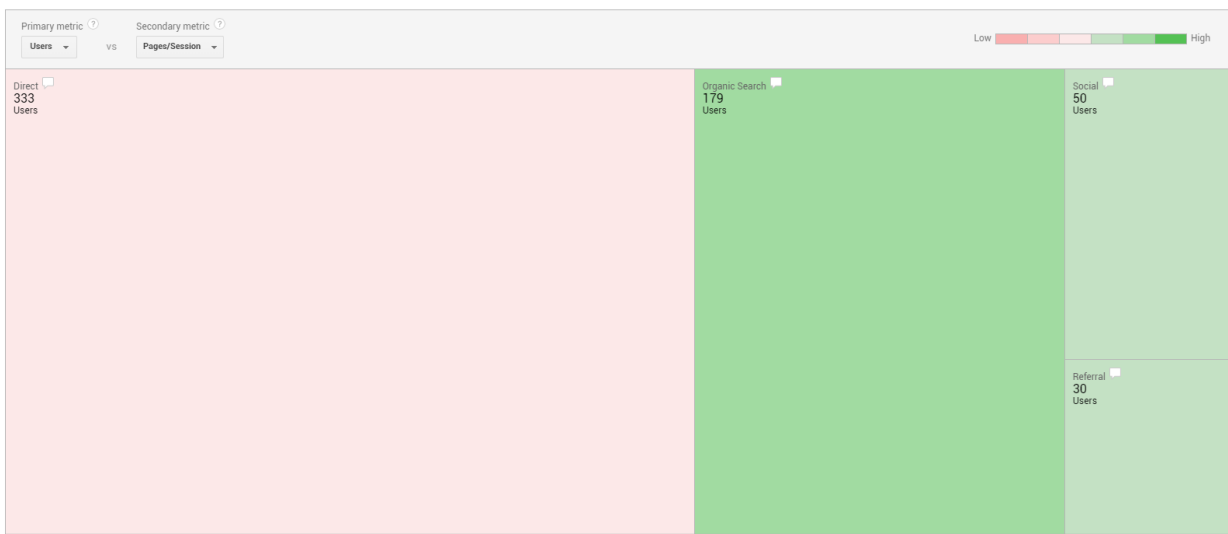 Primary metric ? Secondary metric ?
Users vs Pages/Session
Low High
Direct
333
Users
Organic Search
179
Users
Social
50
Users
Referral
30
Users